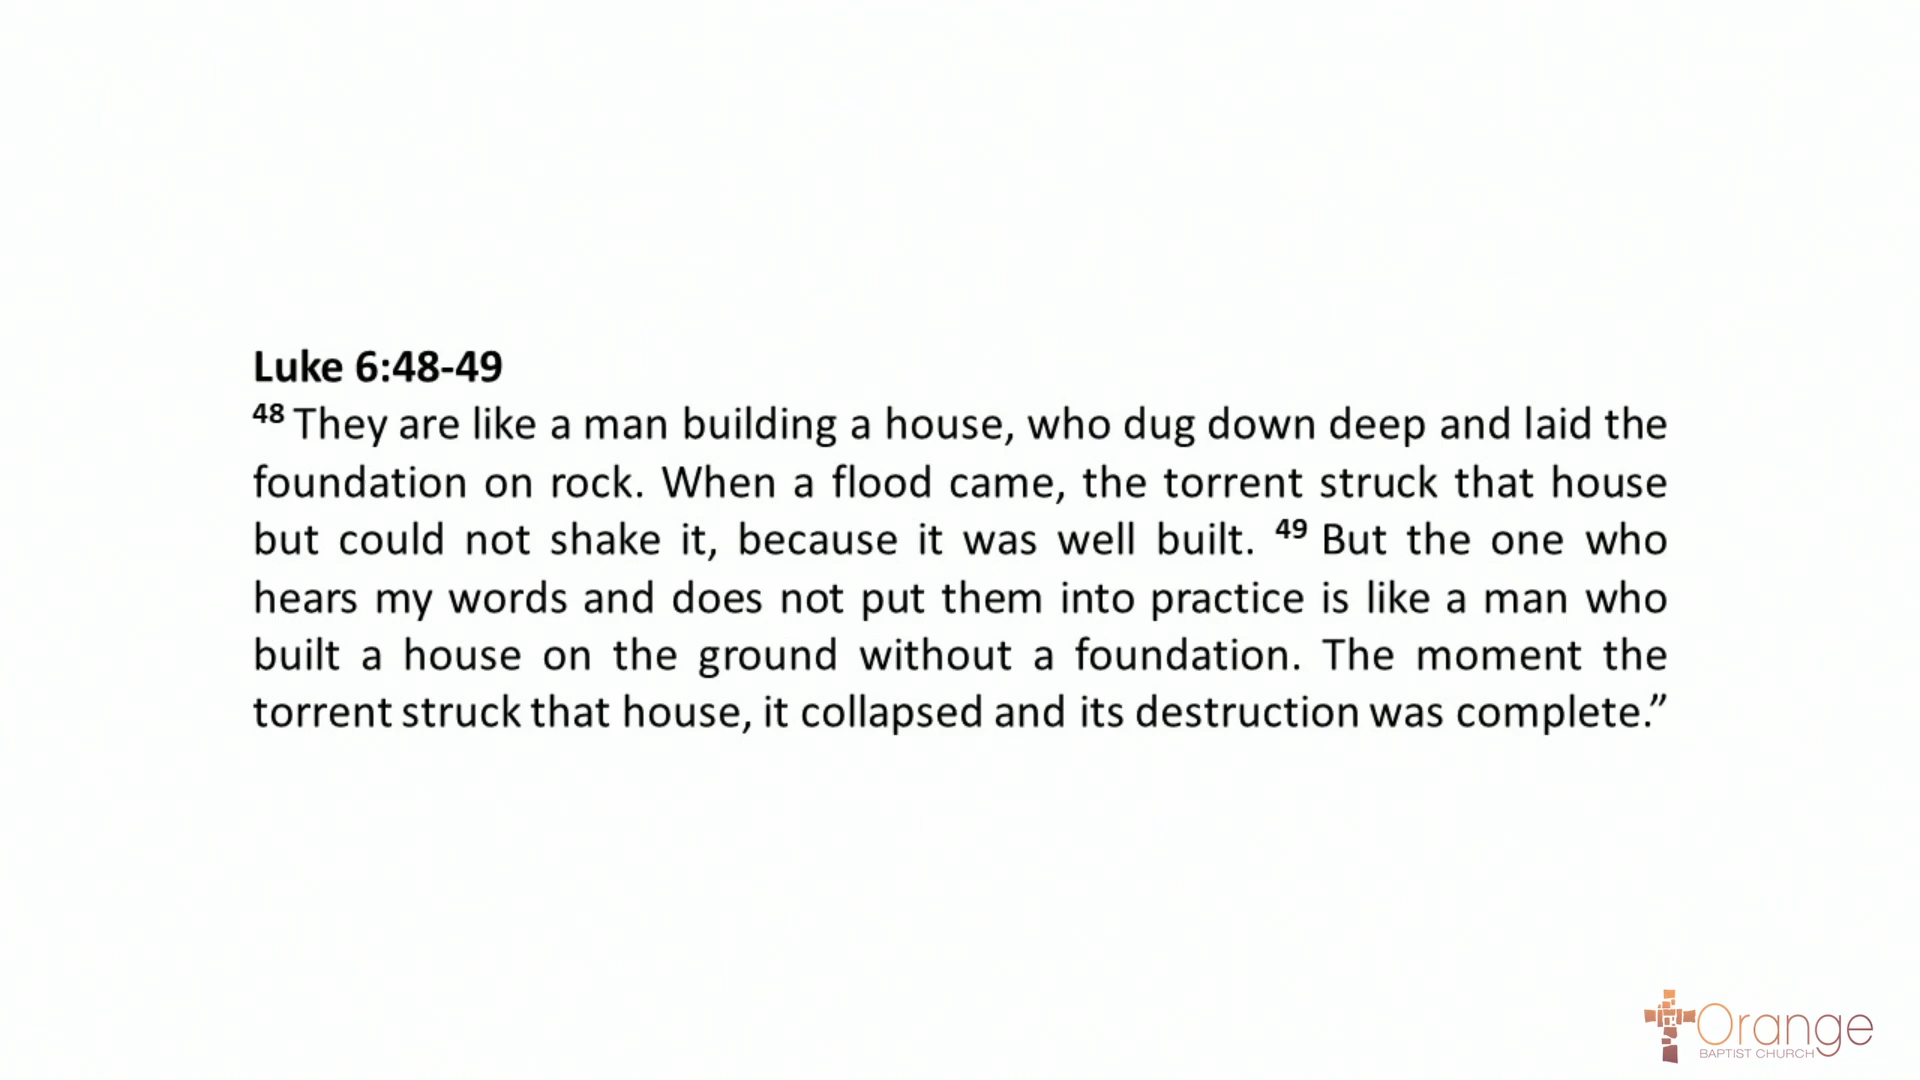 Luke 6:48-49
48 They are like a man building a house, who dug down deep and laid the
foundation on rock. When a flood came, the torrent struck that house
but could not shake it, because it was well built. 49 But the one who
hears my words and does not put them into practice is like a man who
built a house on the ground without a foundation. The moment the
torrent struck that house, it collapsed and its destruction was complete.”
Orange
BAPTIST CHURCH